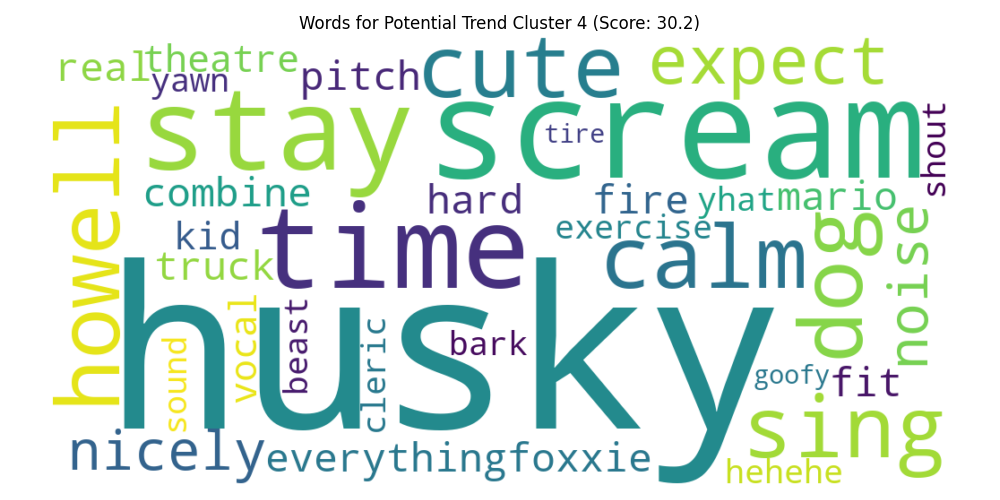 Words for Potential Trend Cluster 4 (Score: 30.2)
real theatre cute expect
yawn pitch
stay scream
tire shout
howell combine hard fire yhat mario
kid time exercise calm dog noise
truck
husky
vocal beast cleric bark
sound goofy fit
sing
nicely everythingfoxxie
hehehe